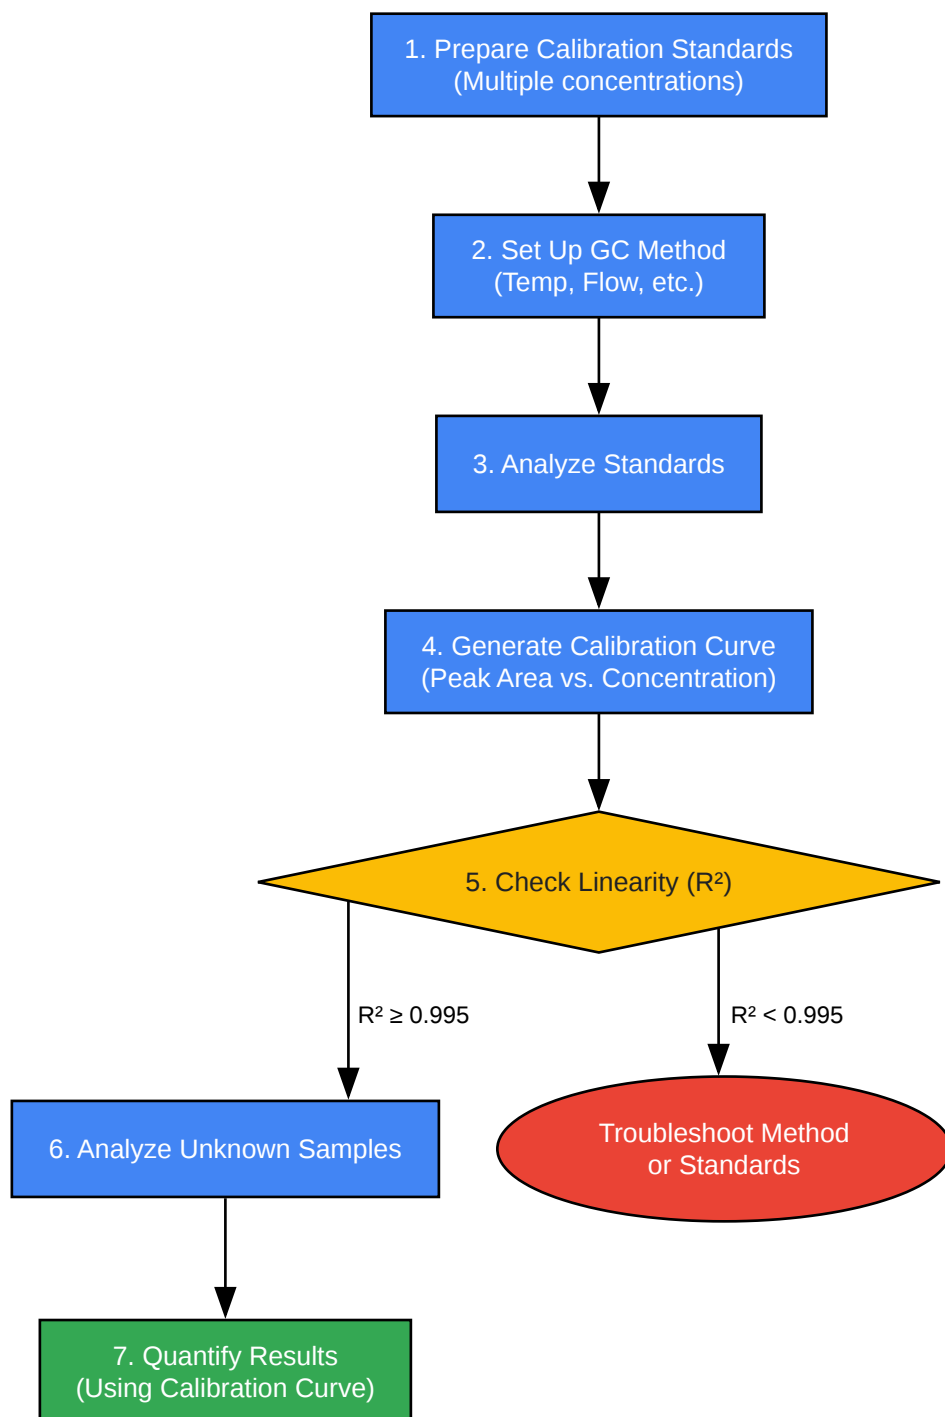 1. Prepare Calibration Standards
(Multiple concentrations)
2. Set Up GC Method
(Temp, Flow, etc.)
3. Analyze Standards
4. Generate Calibration Curve
(Peak Area vs. Concentration)
5. Check Linearity (R²)
R² ≥ 0.995
R² < 0.995
6. Analyze Unknown Samples
Troubleshoot Method
or Standards
7. Quantify Results
(Using Calibration Curve)